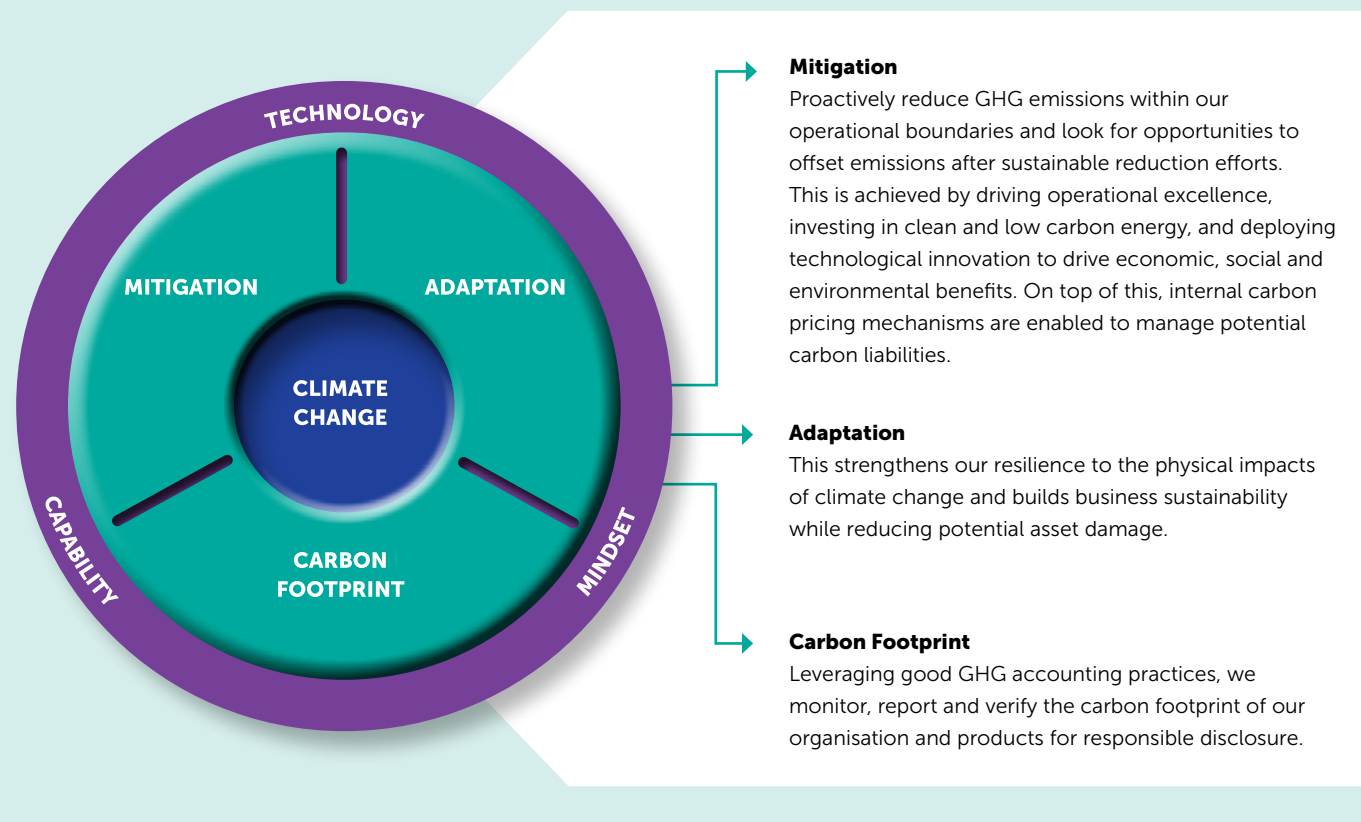 TECHNOLOGY
MITIGATION
ADAPTATION
CLIMATE
CHANGE
CAPABILITY
MINDSET
CARBON
FOOTPRINT
Mitigation
Proactively reduce GHG emissions within our
operational boundaries and look for opportunities to
offset emissions after sustainable reduction efforts.
This is achieved by driving operational excellence,
investing in clean and low carbon energy, and deploying
technological innovation to drive economic, social and
environmental benefits. On top of this, internal carbon
pricing mechanisms are enabled to manage potential
carbon liabilities.
Adaptation
This strengthens our resilience to the physical impacts
of climate change and builds business sustainability
while reducing potential asset damage.
Carbon Footprint
Leveraging good GHG accounting practices, we
monitor, report and verify the carbon footprint of our
organisation and products for responsible disclosure.